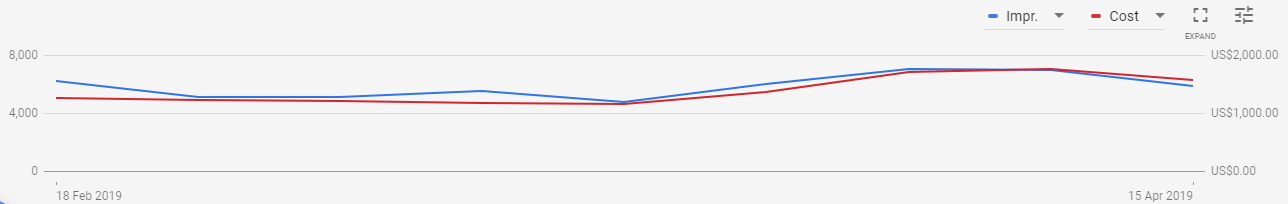 Impr. Cost
EXPAND
8,000 US$2,000.00
4,000 US$1,000.00
0 US$0.00
18 Feb 2019 15 Apr 2019